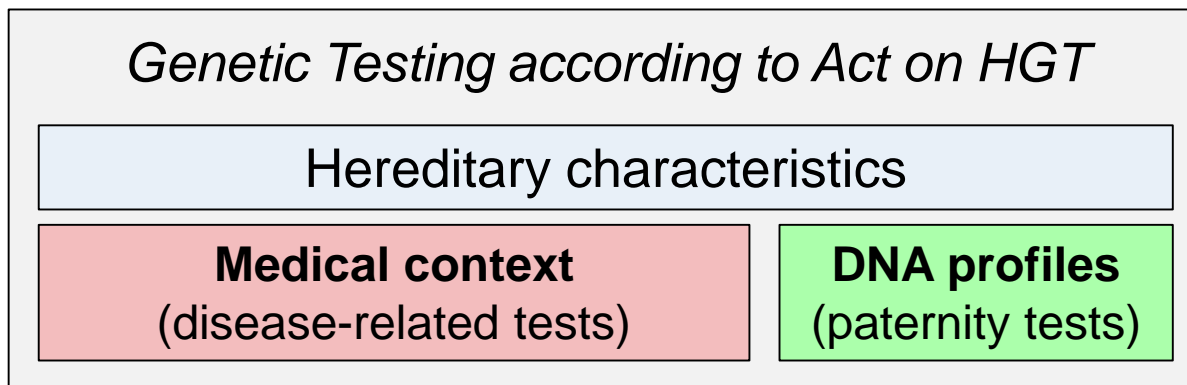 Genetic Testing according to Act on HGT
Hereditary characteristics
Medical context
(disease-related tests)
DNA profiles
(paternity tests)